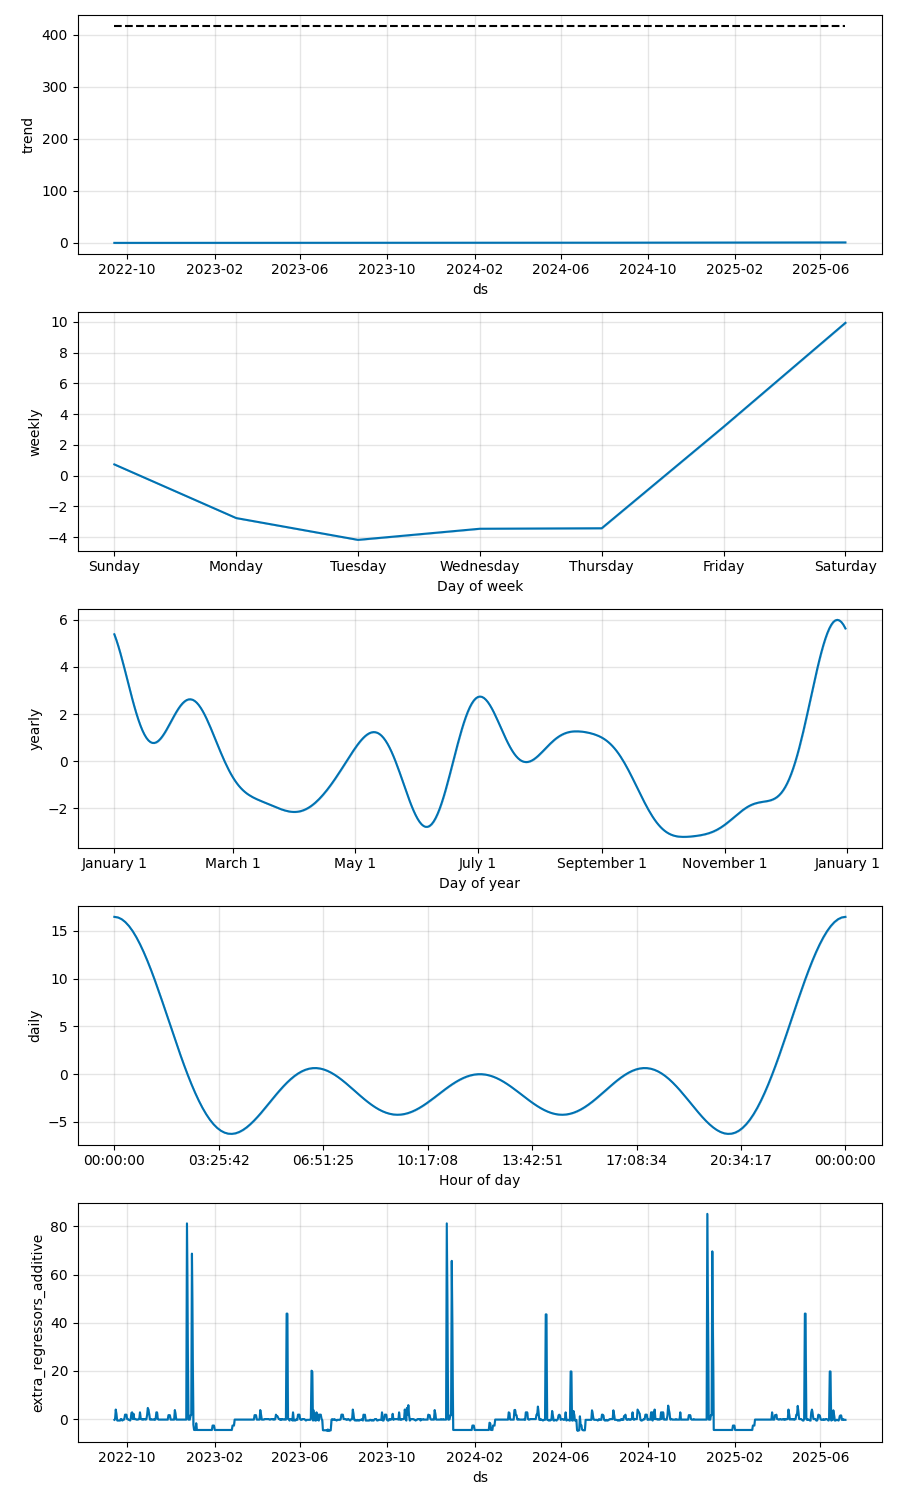 400
300
200
100
0
trend
2022-10 2023-02 2023-06 2023-10 2024-02 2024-06 2024-10 2025-02 2025-06
ds
10
8
6
4
2
0
−2
−4
weekly
Sunday Monday Tuesday Wednesday Thursday Friday Saturday
Day of week
6
4
2
0
−2
yearly
January 1 March 1 May 1 July 1 September 1 November 1 January 1
Day of year
15
10
5
0
−5
daily
00:00:00 03:25:42 06:51:25 10:17:08 13:42:51 17:08:34 20:34:17 00:00:00
Hour of day
80
60
40
20
0
extra_regressors_additive
2022-10 2023-02 2023-06 2023-10 2024-02 2024-06 2024-10 2025-02 2025-06
ds